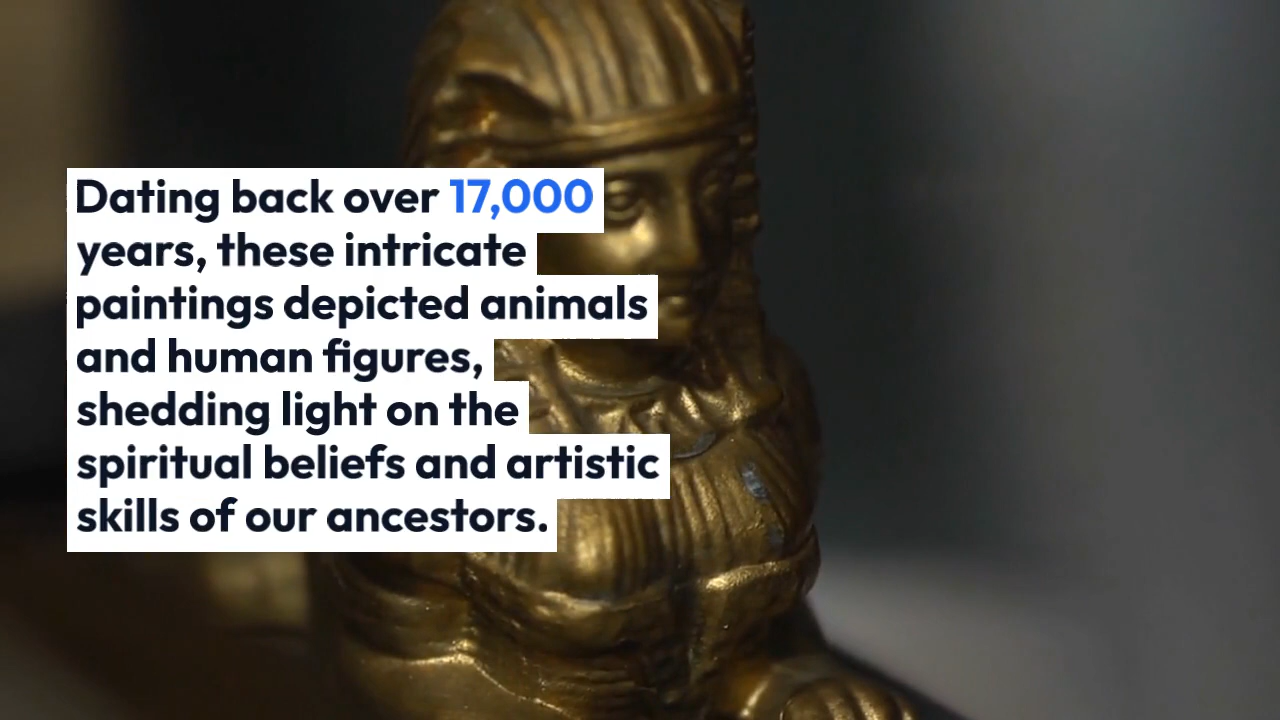 Dating back over 17,000
years, these intricate
paintings depicted animals
and human figures,
shedding light on the
spiritual beliefs and artistic
skills of our ancestors.